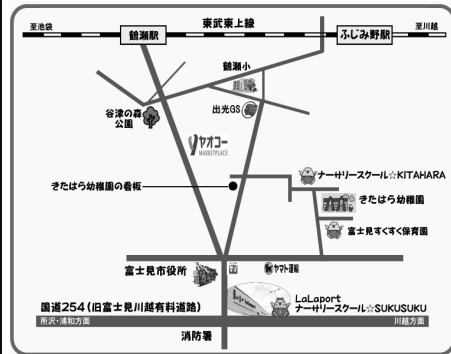 東武東上線
至池袋
至川越
鶴瀬駅
ふじみ野駅
鶴瀬小
谷津の森
公園
出光GS
ヤオコー
MARKETPLACE
ナーサリースクール☆KITAHARA
きたはら幼稚園の看板
きたはら幼稚園
富士見すくすく保育園
富士見市役所
ヤマト運輸
国道254(旧富士見川越有料道路)
LaLaport
ナーサリースクール☆SUKUSUKU
所沢・浦和方面
川越方面
消防署